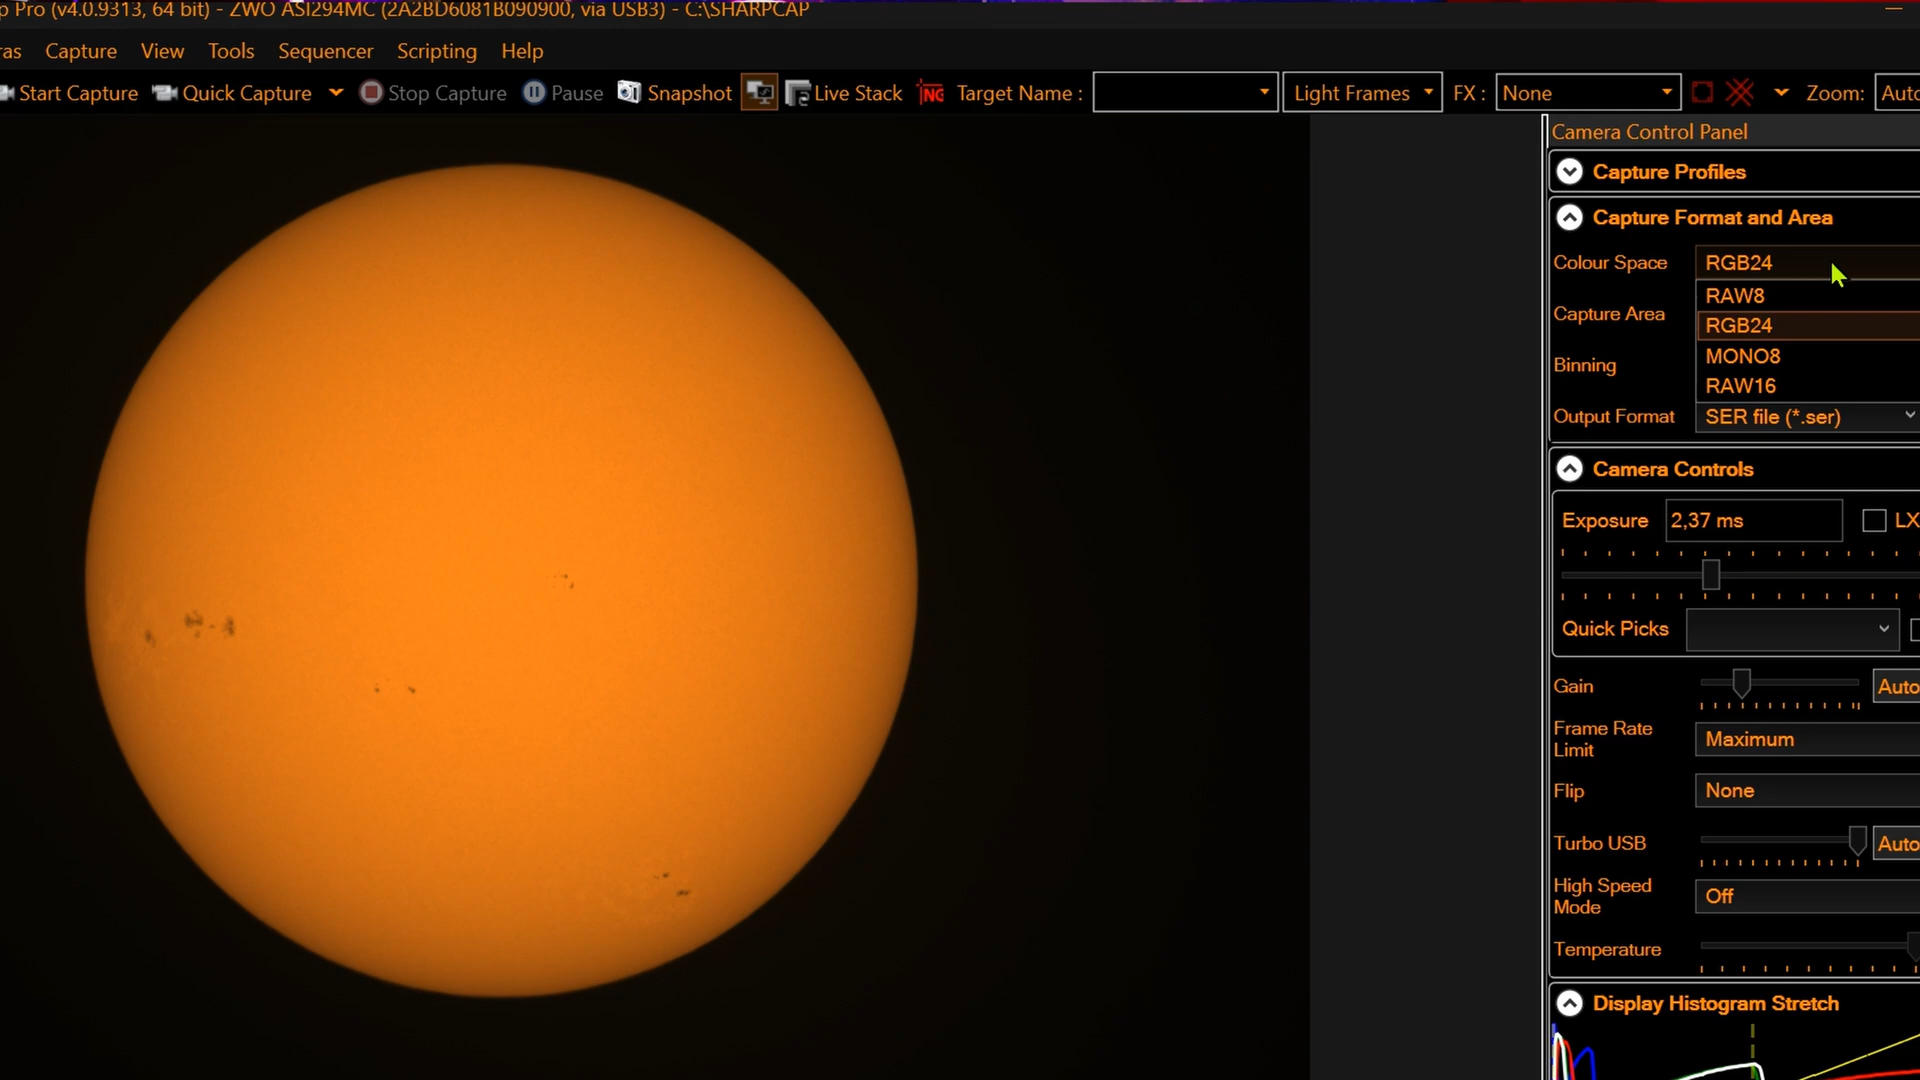 p Pro (v4.0.9313, 64 bit) - ZWO ASI294MC (2A2BD6081B090900, via USB3) - C:\SHARPCAP
ras Capture View Tools Sequencer Scripting Help
Start Capture Quick Capture Stop Capture Pause Snapshot Live Stack NG Target Name : Light Frames FX : None Zoom: Auto
Camera Control Panel
Capture Profiles
Capture Format and Area
Colour Space RGB24
RAW8
Capture Area
RGB24
MONO8
Binning
RAW16
Output Format SER file (*.ser)
Camera Controls
Exposure 2,37 ms LX
Quick Picks
Gain Auto
Frame Rate
Limit
Maximum
Flip None
Turbo USB Auto
High Speed
Mode
Off
Temperature
Display Histogram Stretch